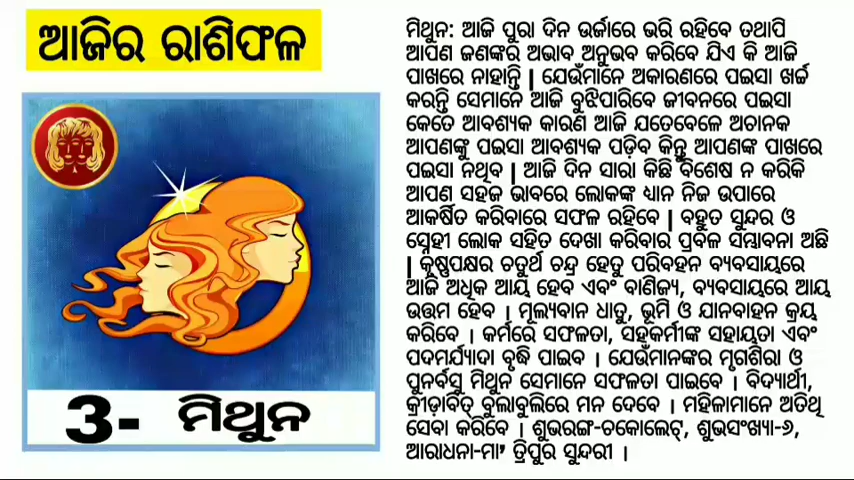 ଆଜିର ରାଶିଫଳ
3- ମିଥୁନ
ମିଥୁନ: ଆଜି ପୁରା ଦିନ ଉର୍ଜାରେ ଭରି ରହିବେ ତଥାପି
ଆପଣ ଜଣଙ୍କର ଅଭାବ ଅନୁଭବ କରିବେ ଯିଏ କି ଆଜି
ପାଖରେ ନାହାନ୍ତି | ଯେଉଁମାନେ ଅକାରଣରେ ପଇସା ଖର୍ଚ୍ଚ
କରନ୍ତି ସେମାନେ ଆଜି ବୁଝିପାରିବେ ଜୀବନରେ ପଇସା
କେତେ ଆବଶ୍ୟକ କାରଣ ଆଜି ଯତେବେଳେ ଅଚାନକ
ଆପଣଙ୍କୁ ପଇସା ଆବଶ୍ୟକ ପଡ଼ିବ କିନ୍ତୁ ଆପଣଙ୍କ ପାଖରେ
ପଇସା ନଥିବ | ଆଜି ଦିନ ସାରା କିଛି ବିଶେଷ ନ କରିକି
ଆପଣ ସହଜ ଭାବରେ ଲୋକଙ୍କ ଧ୍ୟାନ ନିଜ ଉପାରେ
ଆକର୍ଷିତ କରିବାରେ ସଫଳ ରହିବେ | ବହୁତ ସୁନ୍ଦର ଓ
ସ୍ନେହୀ ଲୋକ ସହିତ ଦେଖା କରିବାର ପ୍ରବଳ ସମ୍ଭାବନା ଅଛି
| କୃଷ୍ଣପକ୍ଷର ଚତୁର୍ଥ ଚନ୍ଦ୍ର ହେତୁ ପରିବହନ ବ୍ୟବସାୟରେ
ଆଜି ଅଧିକ ଆୟ ହେବ ଏବଂ ବାଣିଜ୍ୟ, ବ୍ୟବସାୟରେ ଆୟ
ଉତ୍ତମ ହେବ । ମୂଲ୍ୟବାନ ଧାତୁ, ଭୂମି ଓ ଯାନବାହନ କ୍ରୟ
କରିବେ । କର୍ମରେ ସଫଳତା, ସହକର୍ମୀଙ୍କ ସହାୟତା ଏବଂ
ପଦମର୍ଯ୍ୟାଦା ବୃଦ୍ଧି ପାଇବ । ଯେଉଁମାନଙ୍କର ମୃଗଶିରା ଓ
ପୁନର୍ବସୁ ମିଥୁନ ସେମାନେ ସଫଳତା ପାଇବେ । ବିଦ୍ୟାର୍ଥୀ,
କ୍ରୀଡ଼ାବିତ୍ ବୁଲାବୁଲିରେ ମନ ଦେବେ । ମହିଳାମାନେ ଅତିଥି
ସେବା କରିବେ । ଶୁଭରଙ୍ଗ-ଚକୋଲେଟ୍, ଶୁଭସଂଖ୍ୟା-୬,
ଆରାଧନା-ମା' ତ୍ରିପୁର ସୁନ୍ଦରୀ ।